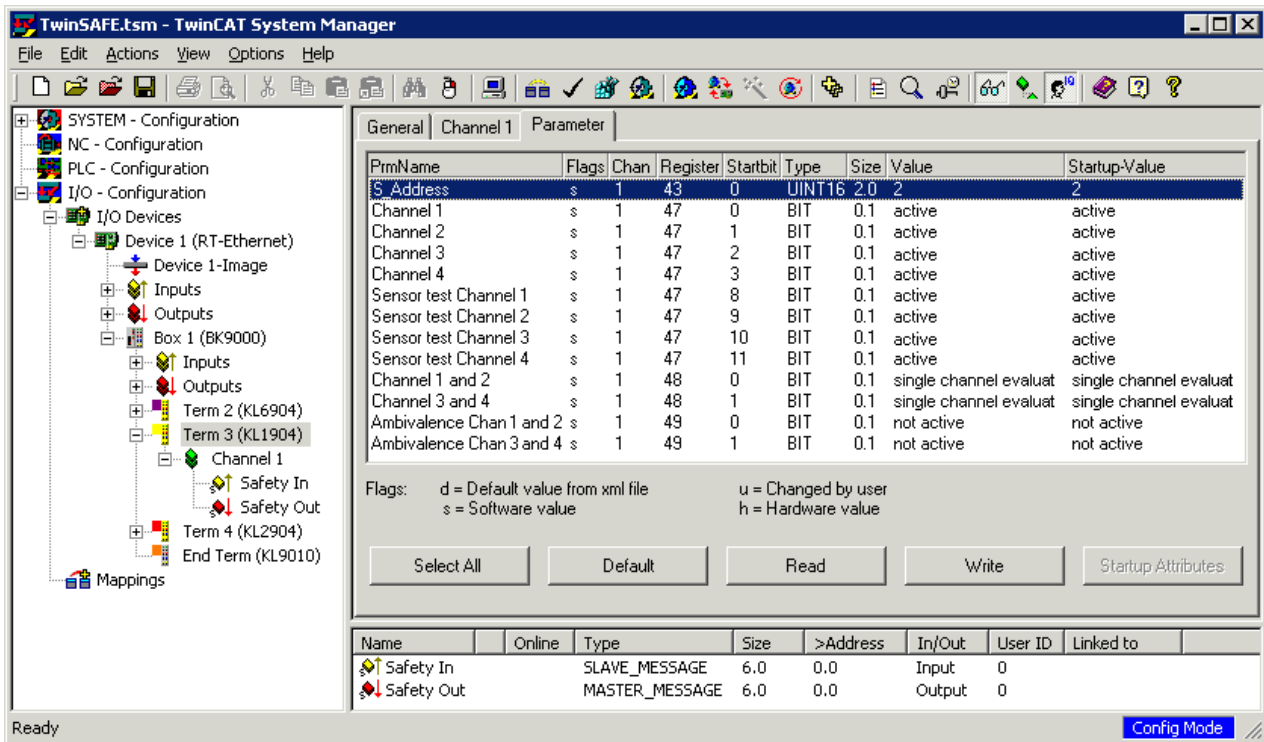 TwinSAFE.tsm - TwinCAT System Manager
File Edit Actions View Options Help
SYSTEM - Configuration
NC - Configuration
PLC - Configuration
I/O - Configuration
I/O Devices
Device 1 (RT-Ethernet)
Device 1-Image
Inputs
Outputs
Box 1 (BK9000)
Inputs
Outputs
Term 2 (KL6904)
Term 3 (KL1904)
Channel 1
Safety In
Safety Out
Term 4 (KL2904)
End Term (KL9010)
Mappings
General Channel 1 Parameter
PrmName Flags Chan Register Startbit Type Size Value Startup-Value
S_Address s 1 43 0 UINT16 2.0 2 2
Channel 1 s 1 47 0 BIT 0.1 active active
Channel 2 s 1 47 1 BIT 0.1 active active
Channel 3 s 1 47 2 BIT 0.1 active active
Channel 4 s 1 47 3 BIT 0.1 active active
Sensor test Channel 1 s 1 47 8 BIT 0.1 active active
Sensor test Channel 2 s 1 47 9 BIT 0.1 active active
Sensor test Channel 3 s 1 47 10 BIT 0.1 active active
Sensor test Channel 4 s 1 47 11 BIT 0.1 active active
Channel 1 and 2 s 1 48 0 BIT 0.1 single channel evaluat single channel evaluat
Channel 3 and 4 s 1 48 1 BIT 0.1 single channel evaluat single channel evaluat
Ambivalence Chan 1 and 2 s 1 49 0 BIT 0.1 not active not active
Ambivalence Chan 3 and 4 s 1 49 1 BIT 0.1 not active not active
Flags: d = Default value from xml file u = Changed by user
s = Software value h = Hardware value
Select All Default Read Write Startup Attributes
Name Online Type Size >Address In/Out User ID Linked to
Safety In SLAVE_MESSAGE 6.0 0.0 Input 0
Safety Out MASTER_MESSAGE 6.0 0.0 Output 0
Ready Config Mode